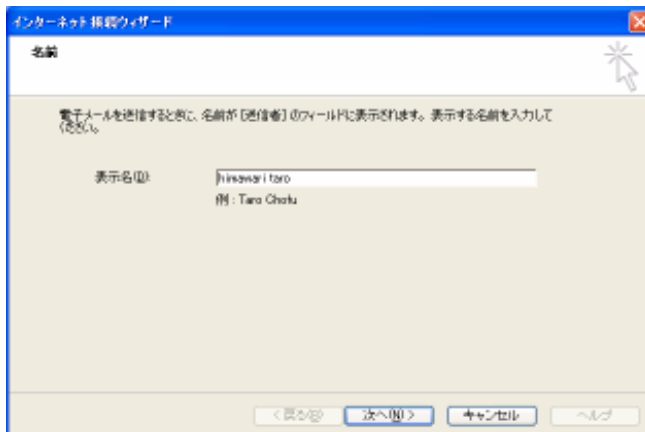 インターネット接続ウィザード
名前
電子メールを送信するときに、名前が [送信者] のフィールドに表示されます。表示する名前を入力して
ください。
表示名(D):
himawari taro
例 : Taro Chofu
< 戻る(B)
次へ(N) >
キャンセル
ヘルプ